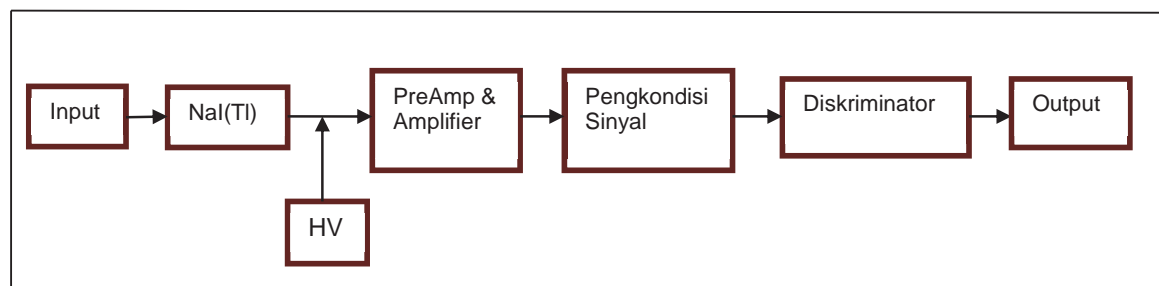 Input
NaI(Tl)
PreAmp &
Amplifier
Pengkondisi
Sinyal
Diskriminator
Output
HV